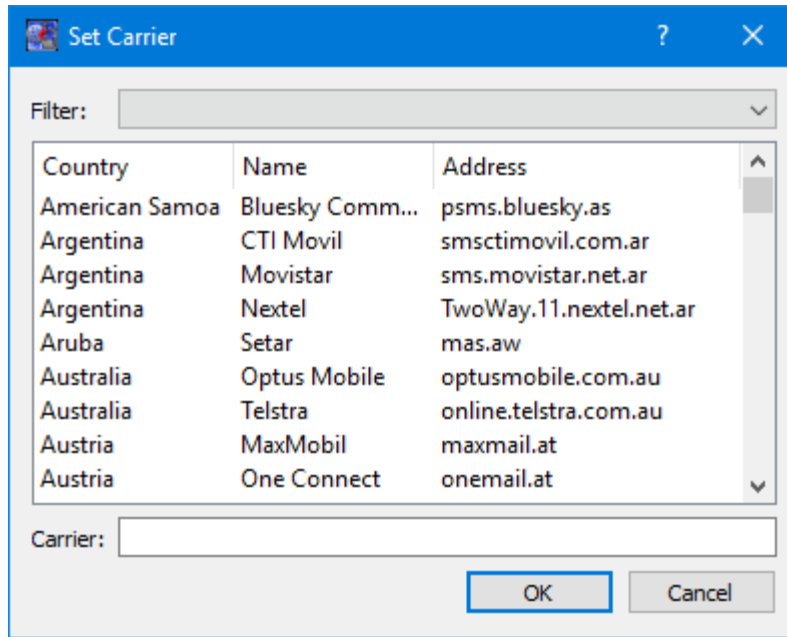 Set Carrier ?
Filter:
Country Name Address
American Samoa Bluesky Comm... psms.bluesky.as
Argentina CTI Movil smsctimovil.com.ar
Argentina Movistar sms.movistar.net.ar
Argentina Nextel TwoWay.11.nextel.net.ar
Aruba Setar mas.aw
Australia Optus Mobile optusmobile.com.au
Australia Telstra online.telstra.com.au
Austria MaxMobil maxmail.at
Austria One Connect onemail.at
Carrier:
OK Cancel